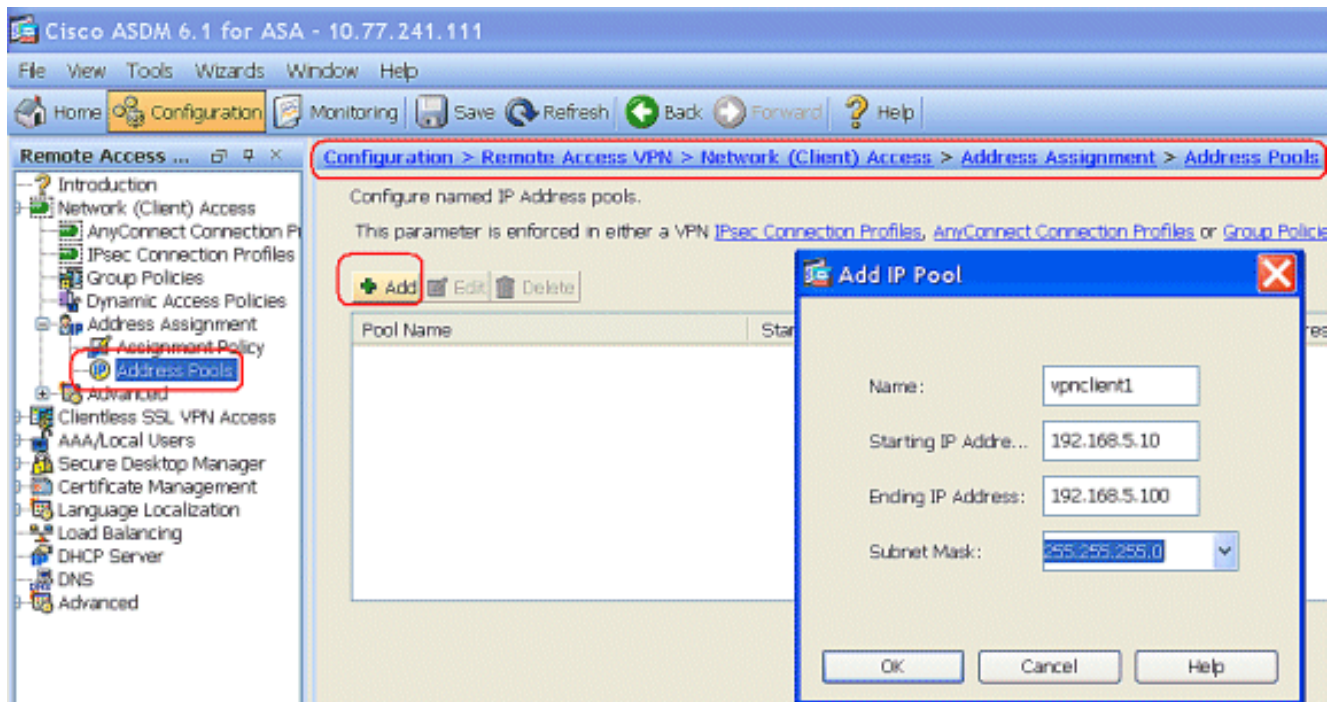 Cisco ASDM 6.1 for ASA - 10.77.241.111
File View Tools Wizards Window Help
Home Configuration Monitoring Save Refresh Back Forward Help
Remote Access ...
Configuration > Remote Access VPN > Network (Client) Access > Address Assignment > Address Pools
Introduction
Network (Client) Access
AnyConnect Connection P
IPsec Connection Profiles
Group Policies
Dynamic Access Policies
Address Assignment
Assignment Policy
IP Address Pools
Advanced
Clientless SSL VPN Access
AAA/Local Users
Secure Desktop Manager
Certificate Management
Language Localization
Load Balancing
DHCP Server
DNS
Advanced
Configure named IP Address pools.
This parameter is enforced in either a VPN IPsec Connection Profiles, AnyConnect Connection Profiles or Group Policie
Add Edit Delete
Pool Name Star
Add IP Pool
Name: vpnclient1
Starting IP Addre... 192.168.5.10
Ending IP Address: 192.168.5.100
Subnet Mask: 255.255.255.0
OK Cancel Help